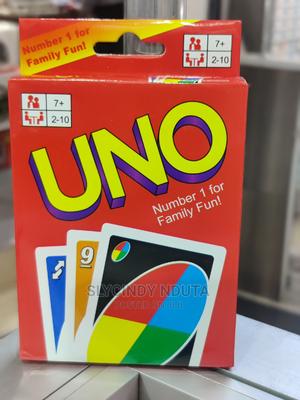 Number 1 for
Family Fun!
7+
2-10
7+
2-10
UNO
Number 1 for
Family Fun!
9
SLYCINDY NDUTA